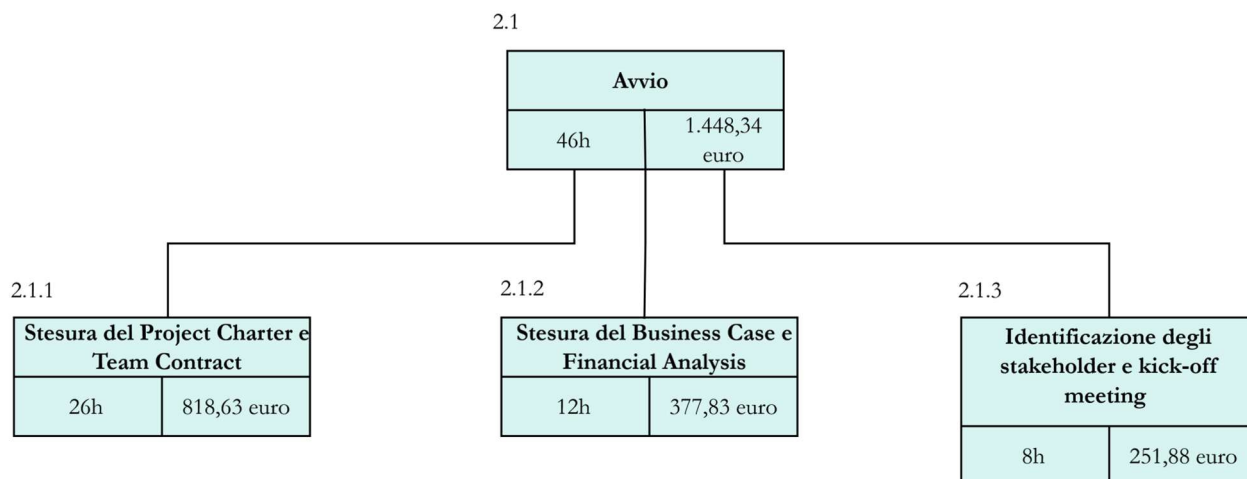 2.1
Avvio
46h
1.448,34
euro
2.1.1
Stesura del Project Charter e
Team Contract
26h
818,63 euro
2.1.2
Stesura del Business Case e
Financial Analysis
12h
377,83 euro
2.1.3
Identificazione degli
stakeholder e kick-off
meeting
8h
251,88 euro